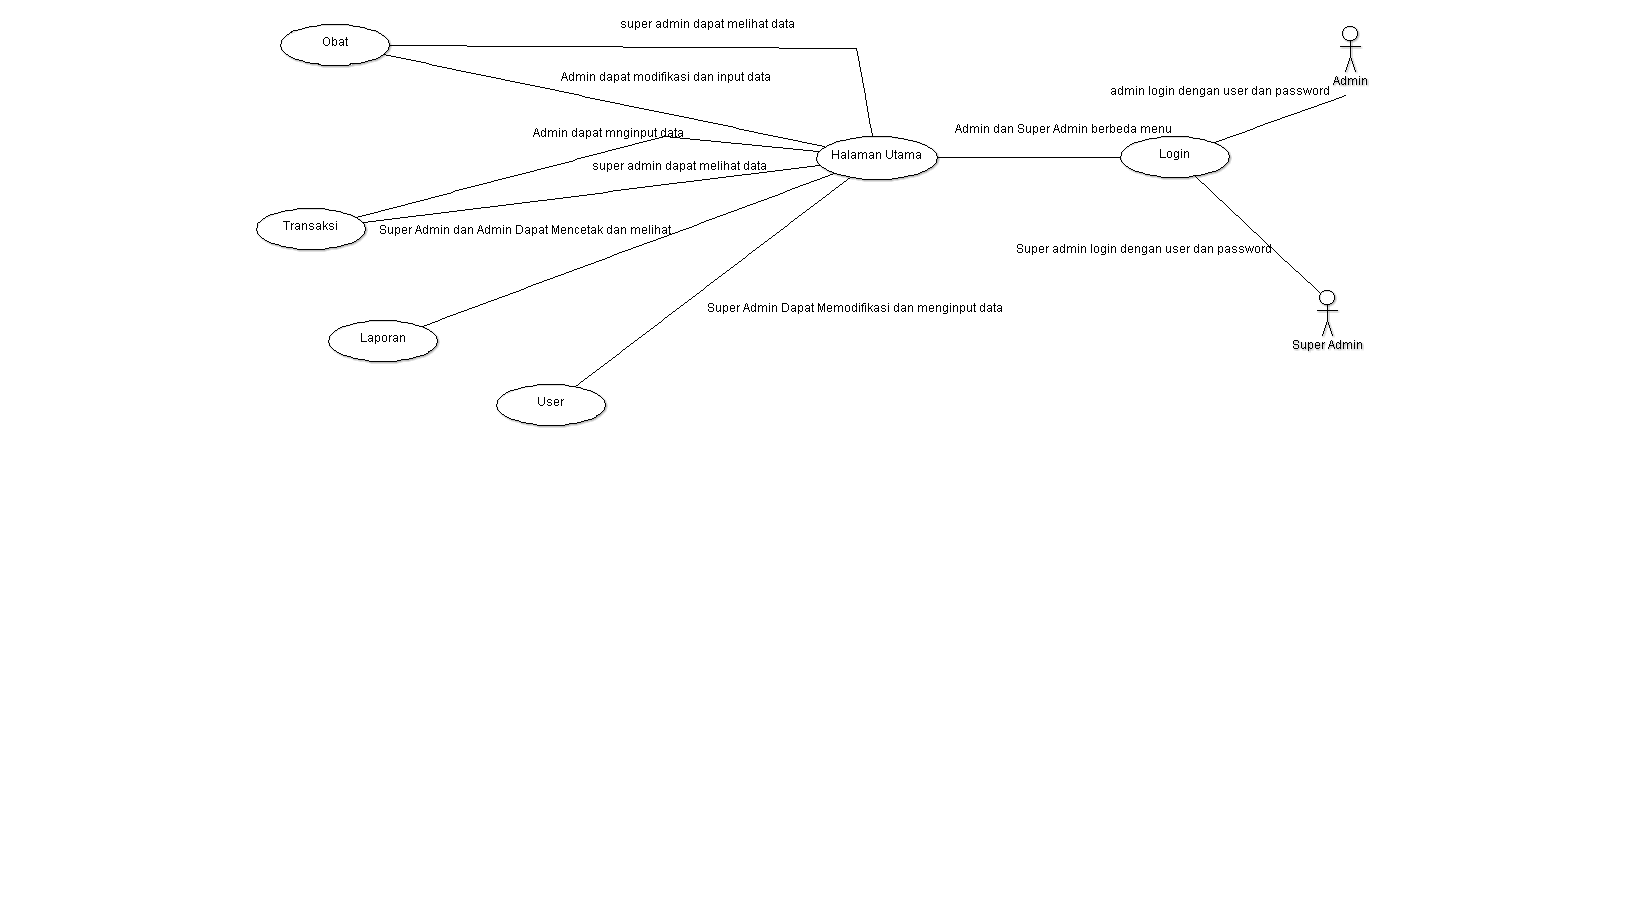 super admin dapat melihat data
Obat
Admin dapat modifikasi dan input data
Admin
admin login dengan user dan password
Admin dan Super Admin berbeda menu
Admin dapat mnginput data
Halaman Utama
Login
super admin dapat melihat data
Transaksi
Super Admin dan Admin Dapat Mencetak dan melihat
Super admin login dengan user dan password
Super Admin Dapat Memodifikasi dan menginput data
Laporan
Super Admin
User